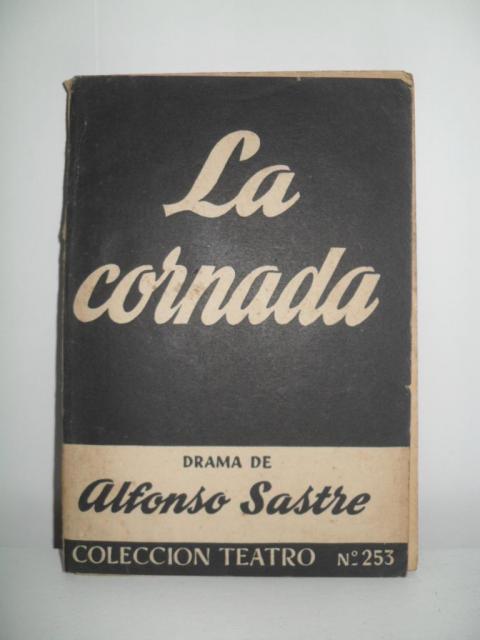 La
cornada
DRAMA DE
Alfonso Sastre
COLECCION TEATRO Nº 253